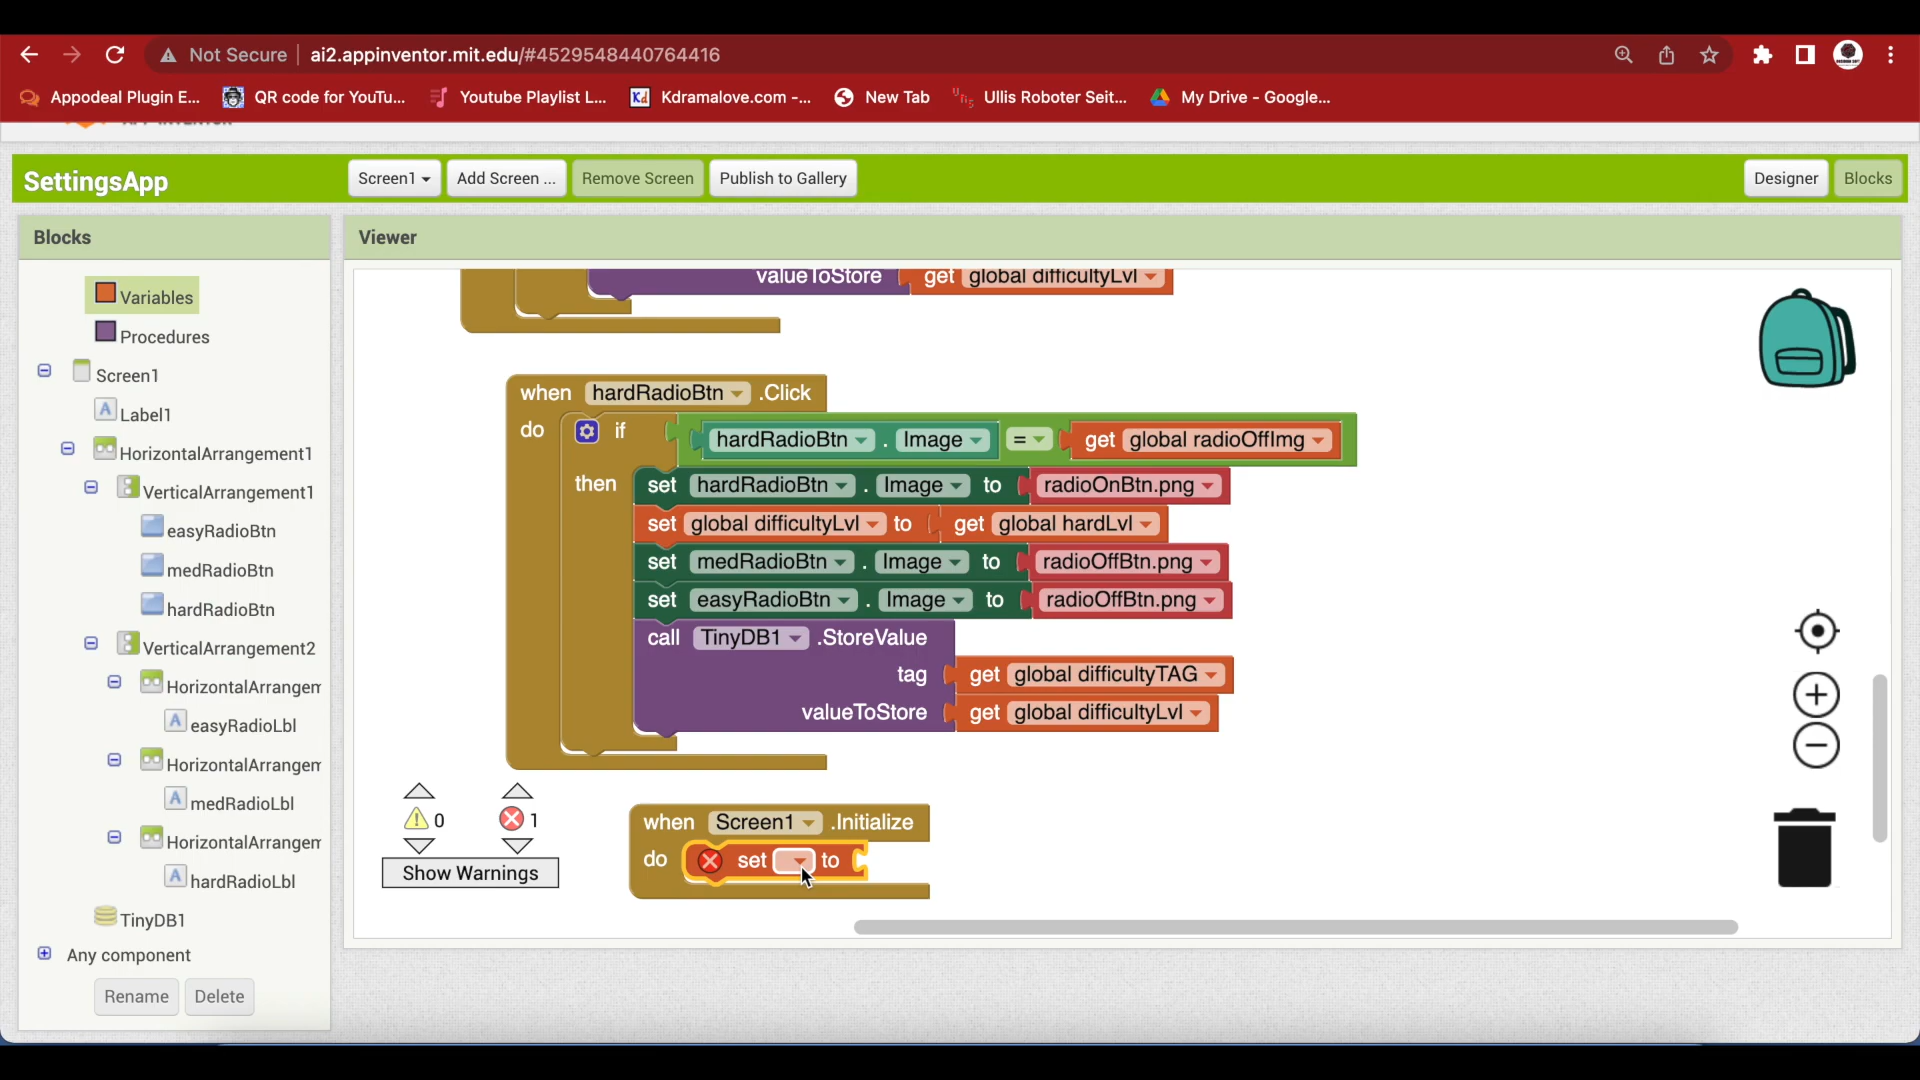 Not Secure ai2.appinventor.mit.edu/#4529548440764416
Appodeal Plugin E... QR code for YouTu... Youtube Playlist L... Kd Kdramalove.com -... New Tab Ullis Roboter Seit... My Drive - Google...
SettingsApp Screen1 Add Screen ... Remove Screen Publish to Gallery Designer Blocks
Blocks
Viewer
Variables
Procedures
Screen1
Label1
HorizontalArrangement1
VerticalArrangement1
easyRadioBtn
medRadioBtn
hardRadioBtn
VerticalArrangement2
HorizontalArrangem
easyRadioLbl
HorizontalArrangem
medRadioLbl
HorizontalArrangem
hardRadioLbl
TinyDB1
Any component
Rename Delete
valueToStore get global difficultyLvl
when hardRadioBtn .Click
do if hardRadioBtn . Image = get global radioOffImg
then set hardRadioBtn . Image to radioOnBtn.png
set global difficultyLvl to get global hardLvl
set medRadioBtn . Image to radioOffBtn.png
set easyRadioBtn . Image to radioOffBtn.png
call TinyDB1 .StoreValue
tag get global difficultyTAG
valueToStore get global difficultyLvl
0 1
Show Warnings
when Screen1 .Initialize
do set to